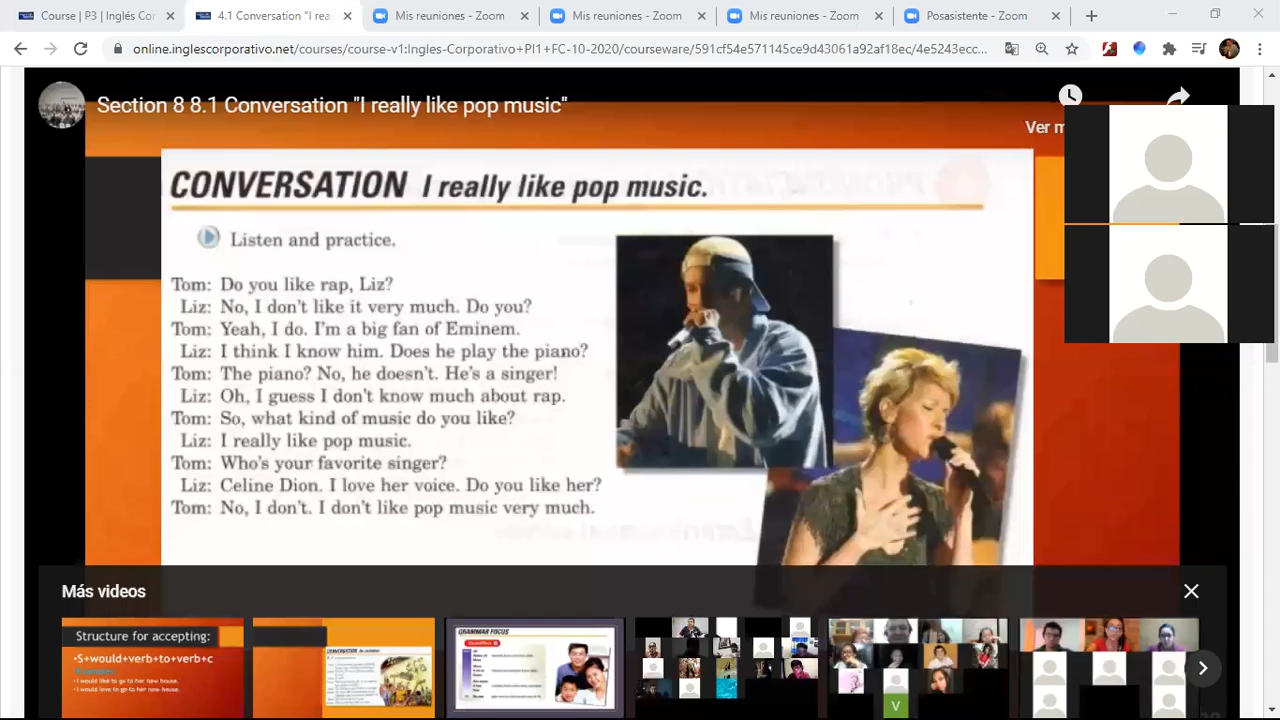 Course | P3 | Inglés Cor
4.1 Conversation "I rea
Mis reuniones - Zoom
Mis reuniones - Zoom
Mis reuniones - Zoom
Posasistente - Zoom
online.inglescorporativo.net/courses/course-v1:Ingles-Corporativo+PI1+FC-10-2020/courseware/591cf54e571145ce9d43061a92af18ec/4e5243ecc...
Section 8 8.1 Conversation "I really like pop music"
Ver m
CONVERSATION I really like pop music.
Listen and practice.
Tom: Do you like rap, Liz?
Liz: No, I don't like it very much. Do you?
Tom: Yeah, I do. I'm a big fan of Eminem.
Liz: I think I know him. Does he play the piano?
Tom: The piano? No, he doesn't. He's a singer!
Liz: Oh, I guess I don't know much about rap.
Tom: So, what kind of music do you like?
Liz: I really like pop music.
Tom: Who's your favorite singer?
Liz: Celine Dion. I love her voice. Do you like her?
Tom: No, I don't. I don't like pop music very much.
Más videos
Structure for accepting:
•S+would+verb+to+verb+c
• I would like to go to her new house.
• I would love to go to her new house.
GRAMMAR FOCUS
V